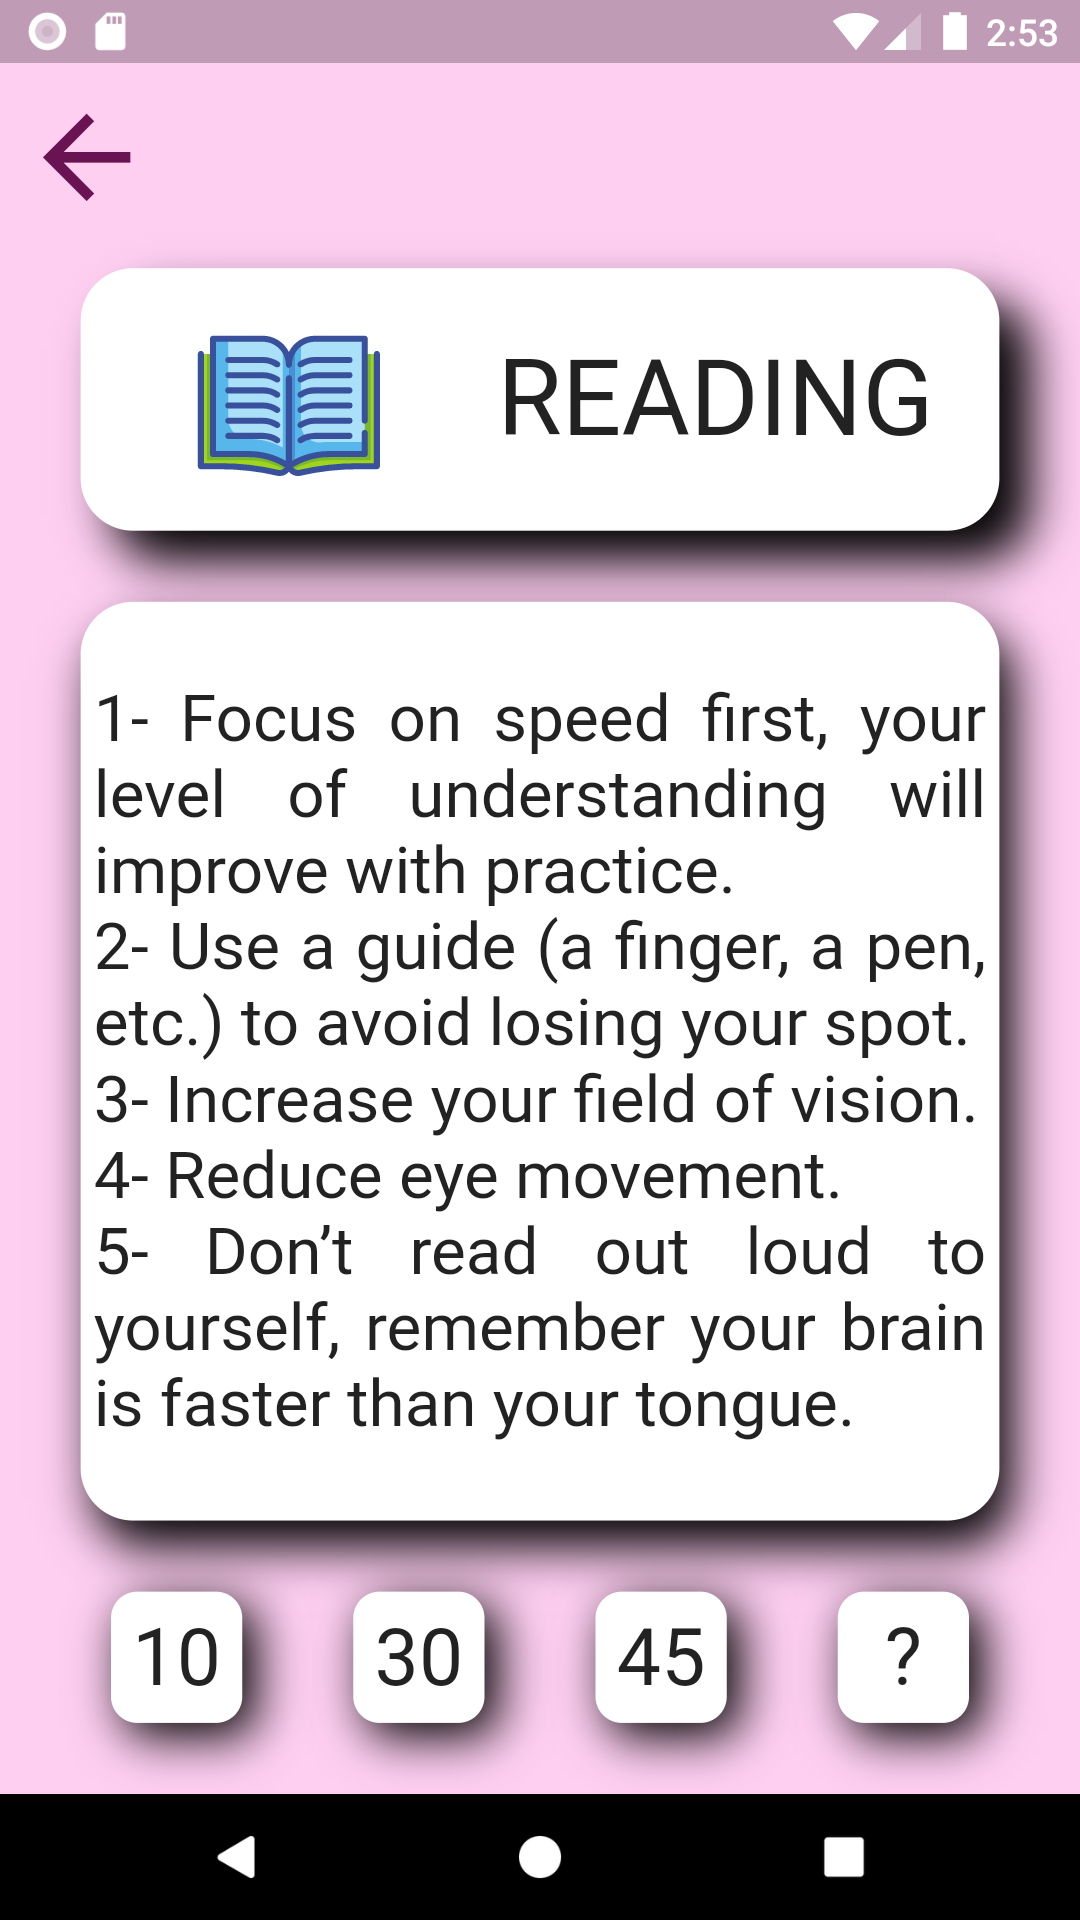 2:53
READING
1- Focus on speed first, your
level of understanding will
improve with practice.
2- Use a guide (a finger, a pen,
etc.) to avoid losing your spot.
3- Increase your field of vision.
4- Reduce eye movement.
5- Don’t read out loud to
yourself, remember your brain
is faster than your tongue.
10 30 45 ?